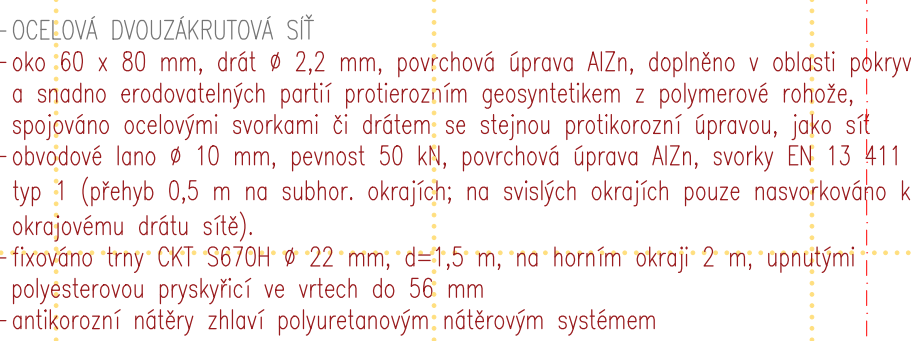 - OCELOVÁ DVOUZÁKRUTOVÁ SÍŤ
- oko 60 x 80 mm, drát Ø 2,2 mm, povrchová úprava AlZn, doplněno v oblasti pokryv
a snadno erodovatelných partií protierozním geosyntetikem z polymerové rohože,
spojováno ocelovými svorkami či drátem se stejnou protikorozní úpravou, jako síť
- obvodové lano Ø 10 mm, pevnost 50 kN, povrchová úprava AlZn, svorky EN 13 411
typ 1 (přehyb 0,5 m na subhor. okrajích; na svislých okrajích pouze nasvorkováno k
okrajovému drátu sítě).
- fixováno trny CKT S670H Ø 22 mm, d=1,5 m, na horním okraji 2 m, upnutými
polyesterovou pryskyřicí ve vrtech do 56 mm
- antikorozní nátěry zhlaví polyuretanovým nátěrovým systémem